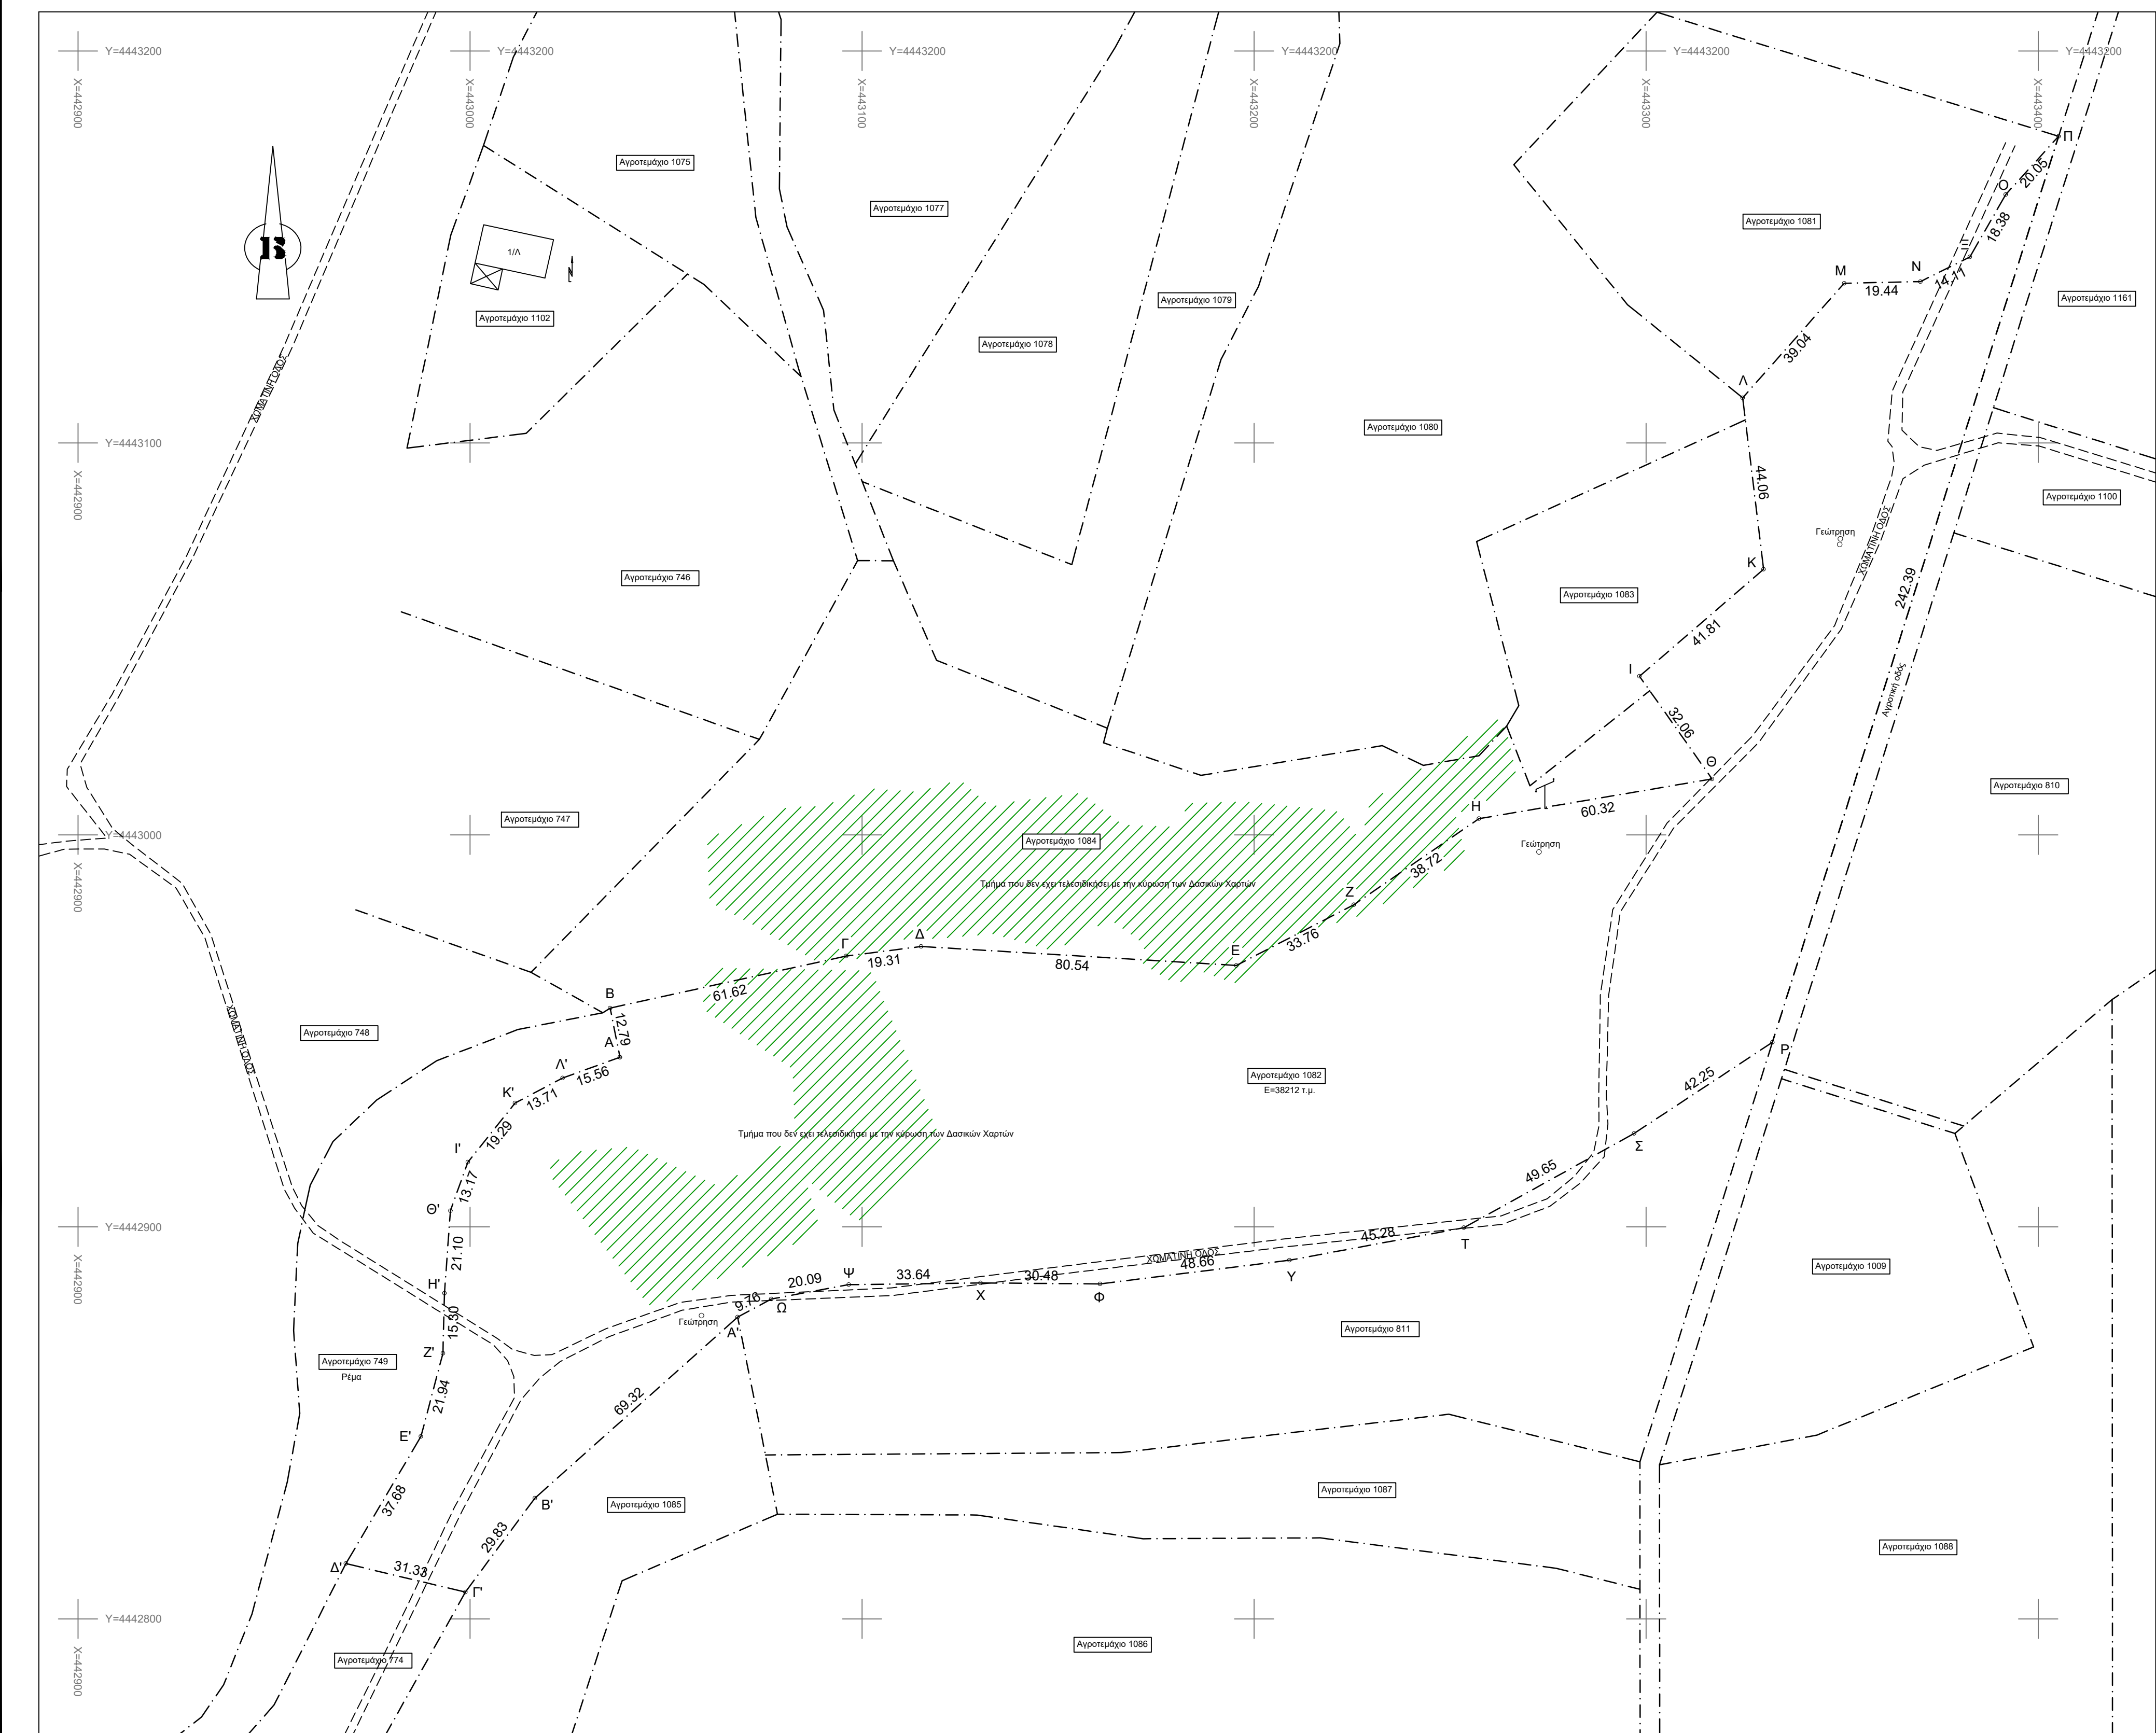 Y=4443200
Y=4443200
Y=4443200
Y=4443200
Y=4443200
Y=4443200
X=442900
X=443000
X=443100
X=443200
X=443300
X=443400
Β
Αγροτεμάχιο 1075
Αγροτεμάχιο 1077
Αγροτεμάχιο 1081
Αγροτεμάχιο 1079
Αγροτεμάχιο 1161
1/Λ
Αγροτεμάχιο 1102
Αγροτεμάχιο 1078
Π
20.05
Ο
18.38
Ξ
14.11
Ν
19.44
Μ
39.04
Λ
ΧΩΜΑΤΙΝΗ ΟΔΟΣ
Αγροτεμάχιο 1080
Y=4443100
X=442900
44.06
Αγροτεμάχιο 1100
Γεώτρηση
ΧΩΜΑΤΙΝΗ ΟΔΟΣ
Κ
Αγροτεμάχιο 746
Αγροτεμάχιο 1083
242.39
41.81
Ι
Αγροτική οδός
32.06
Θ
Αγροτεμάχιο 810
60.32
Η
Αγροτεμάχιο 747
Y=4443000
X=442900
Αγροτεμάχιο 1084
Γεώτρηση
38.72
Τμήμα που δεν εχει τελεσιδικήσει με την κύρωση των Δασικών Χαρτών
Ζ
33.76
Ε
80.54
Δ
19.31
Γ
61.62
Β
12.79
Α
Αγροτεμάχιο 748
ΧΩΜΑΤΙΝΗ ΟΔΟΣ
Λ'
15.56
Κ'
13.71
Αγροτεμάχιο 1082
Ε=38212 τ.μ.
Ρ
42.25
Τμήμα που δεν εχει τελεσιδικήσει με την κύρωση των Δασικών Χαρτών
Σ
19.29
Ι'
49.65
13.17
Θ'
Y=4442900
X=442900
21.10
Τ
45.28
ΧΩΜΑΤΙΝΗ ΟΔΟΣ
48.66
Υ
Αγροτεμάχιο 1009
Η'
Ψ
33.64
30.48
20.09
Χ
Φ
9.76
Ω
15.30
Γεώτρηση
Α'
Αγροτεμάχιο 811
Ζ'
Αγροτεμάχιο 749
Ρέμα
21.94
69.32
Ε'
37.68
Β'
Αγροτεμάχιο 1085
Αγροτεμάχιο 1087
29.83
Αγροτεμάχιο 1088
Δ'
31.33
Γ'
Y=4442800
X=442900
Αγροτεμάχιο 1086
Αγροτεμάχιο 774